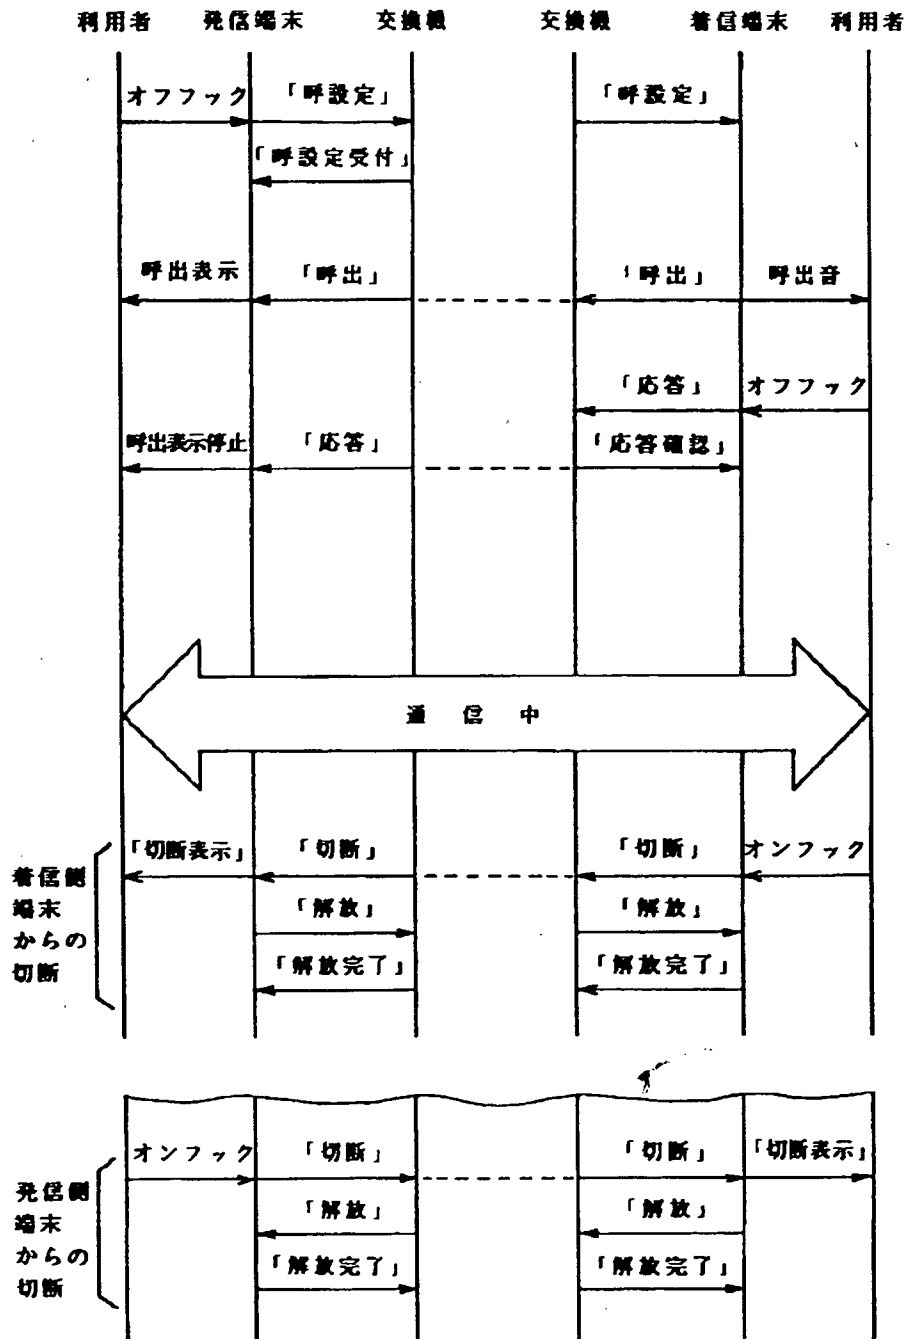 利用者 発信端末 交換機 交換機 着信端末 利用者
オフフック 「呼設定」 「呼設定」
「呼設定受付」
呼出表示 「呼出」 「呼出」 呼出音
「応答」 オフフック
呼出表示停止 「応答」 「応答確認」
通信中
「切断表示」 「切断」 「切断」 オンフック
着信側
端末
からの
切断
「解放」 「解放」
「解放完了」 「解放完了」
オンフック 「切断」 「切断」 「切断表示」
発信側
端末
からの
切断
「解放」 「解放」
「解放完了」 「解放完了」